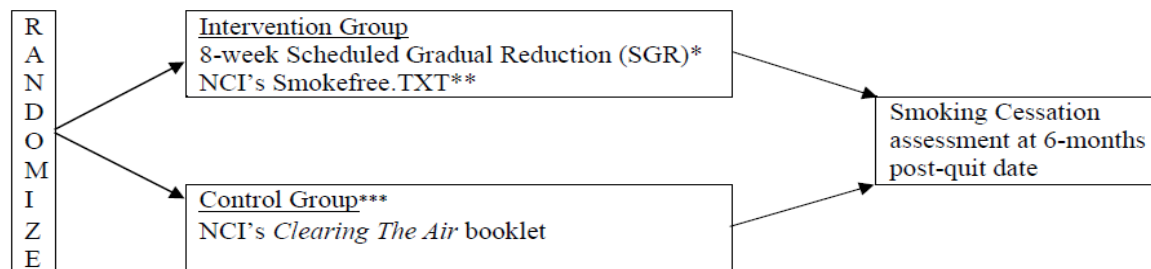 RANDOMIZE
Intervention Group
8-week Scheduled Gradual Reduction (SGR)*
NCI's Smokefree.TXT**
Control Group***
NCI's Clearing The Air booklet
Smoking Cessation
assessment at 6-months
post-quit date